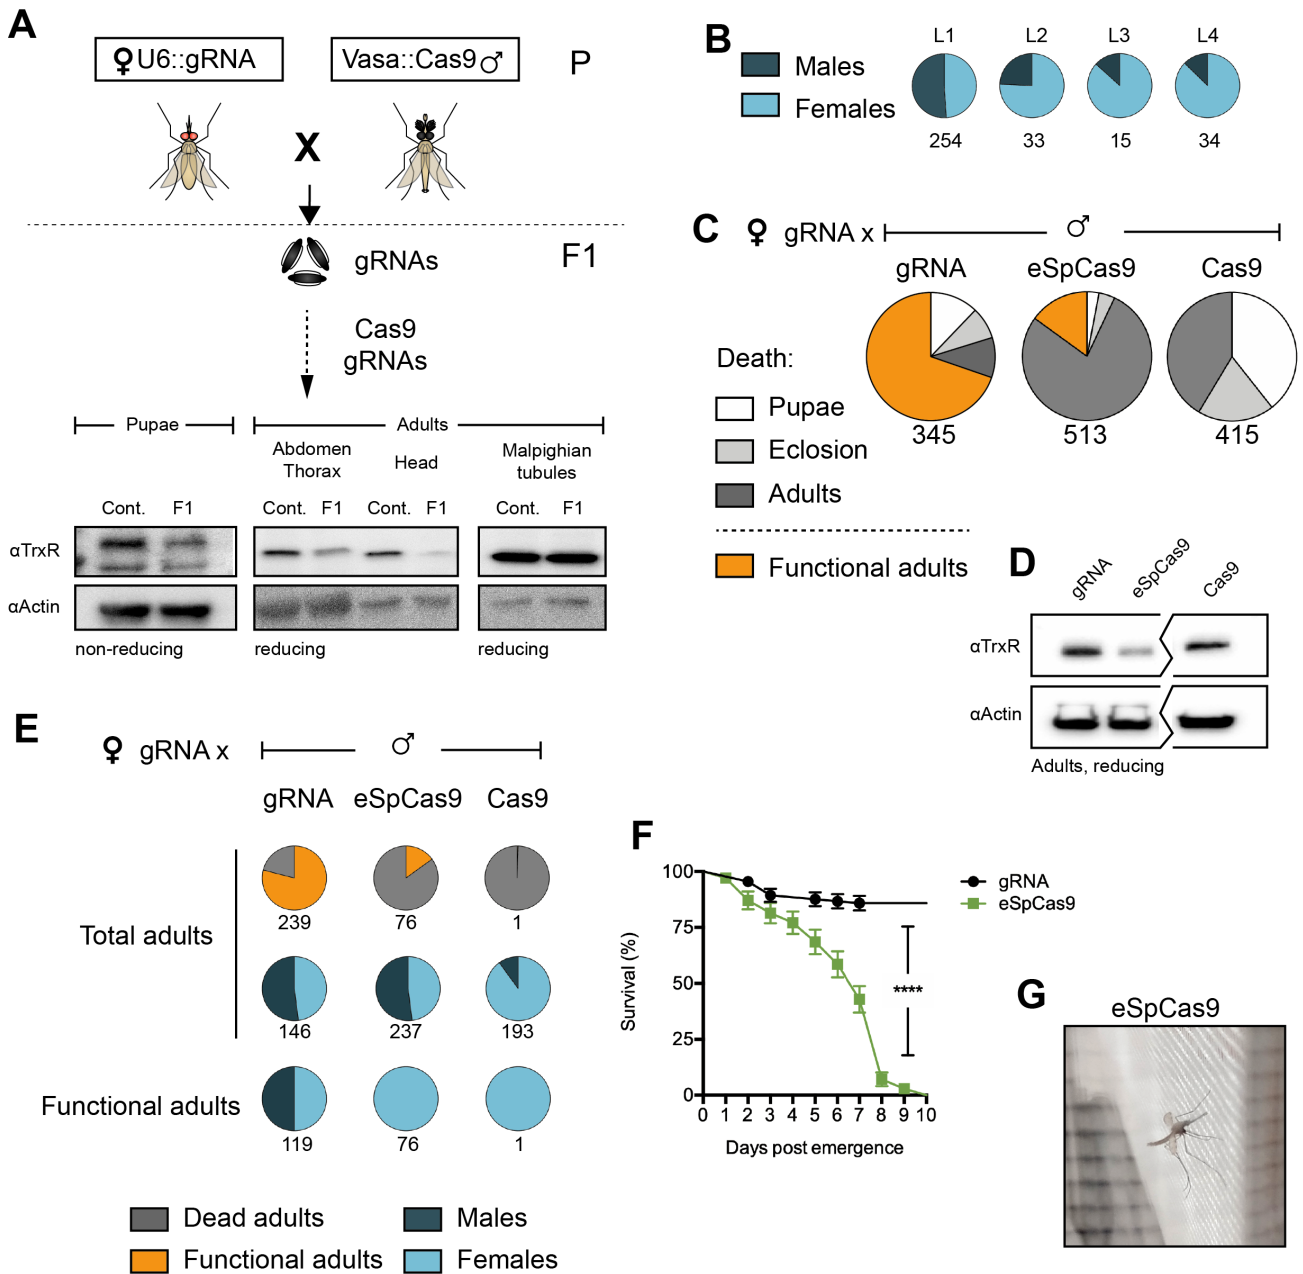 A
♀U6::gRNA
Vasa::Cas9♂
P
X
gRNAs
F1
Cas9
gRNAs
Pupae
Adults
Abdomen
Thorax
Head
Malpighian
tubules
Cont. F1
Cont. F1 Cont. F1
Cont. F1
αTrxR
αActin
non-reducing
reducing
reducing
B
Males
Females
L1 L2 L3 L4
254 33 15 34
C ♀ gRNA x ♂
gRNA eSpCas9 Cas9
345 513 415
Death:
Pupae
Eclosion
Adults
Functional adults
D
gRNA eSpCas9 Cas9
αTrxR
αActin
Adults, reducing
E
♀ gRNA x ♂
gRNA eSpCas9 Cas9
Total adults
239 76 1
146 237 193
Functional adults
119 76 1
Dead adults
Functional adults
Males
Females
F
gRNA
eSpCas9
Survival (%)
100
75
50
25
0
****
0 1 2 3 4 5 6 7 8 9 10
Days post emergence
G
eSpCas9